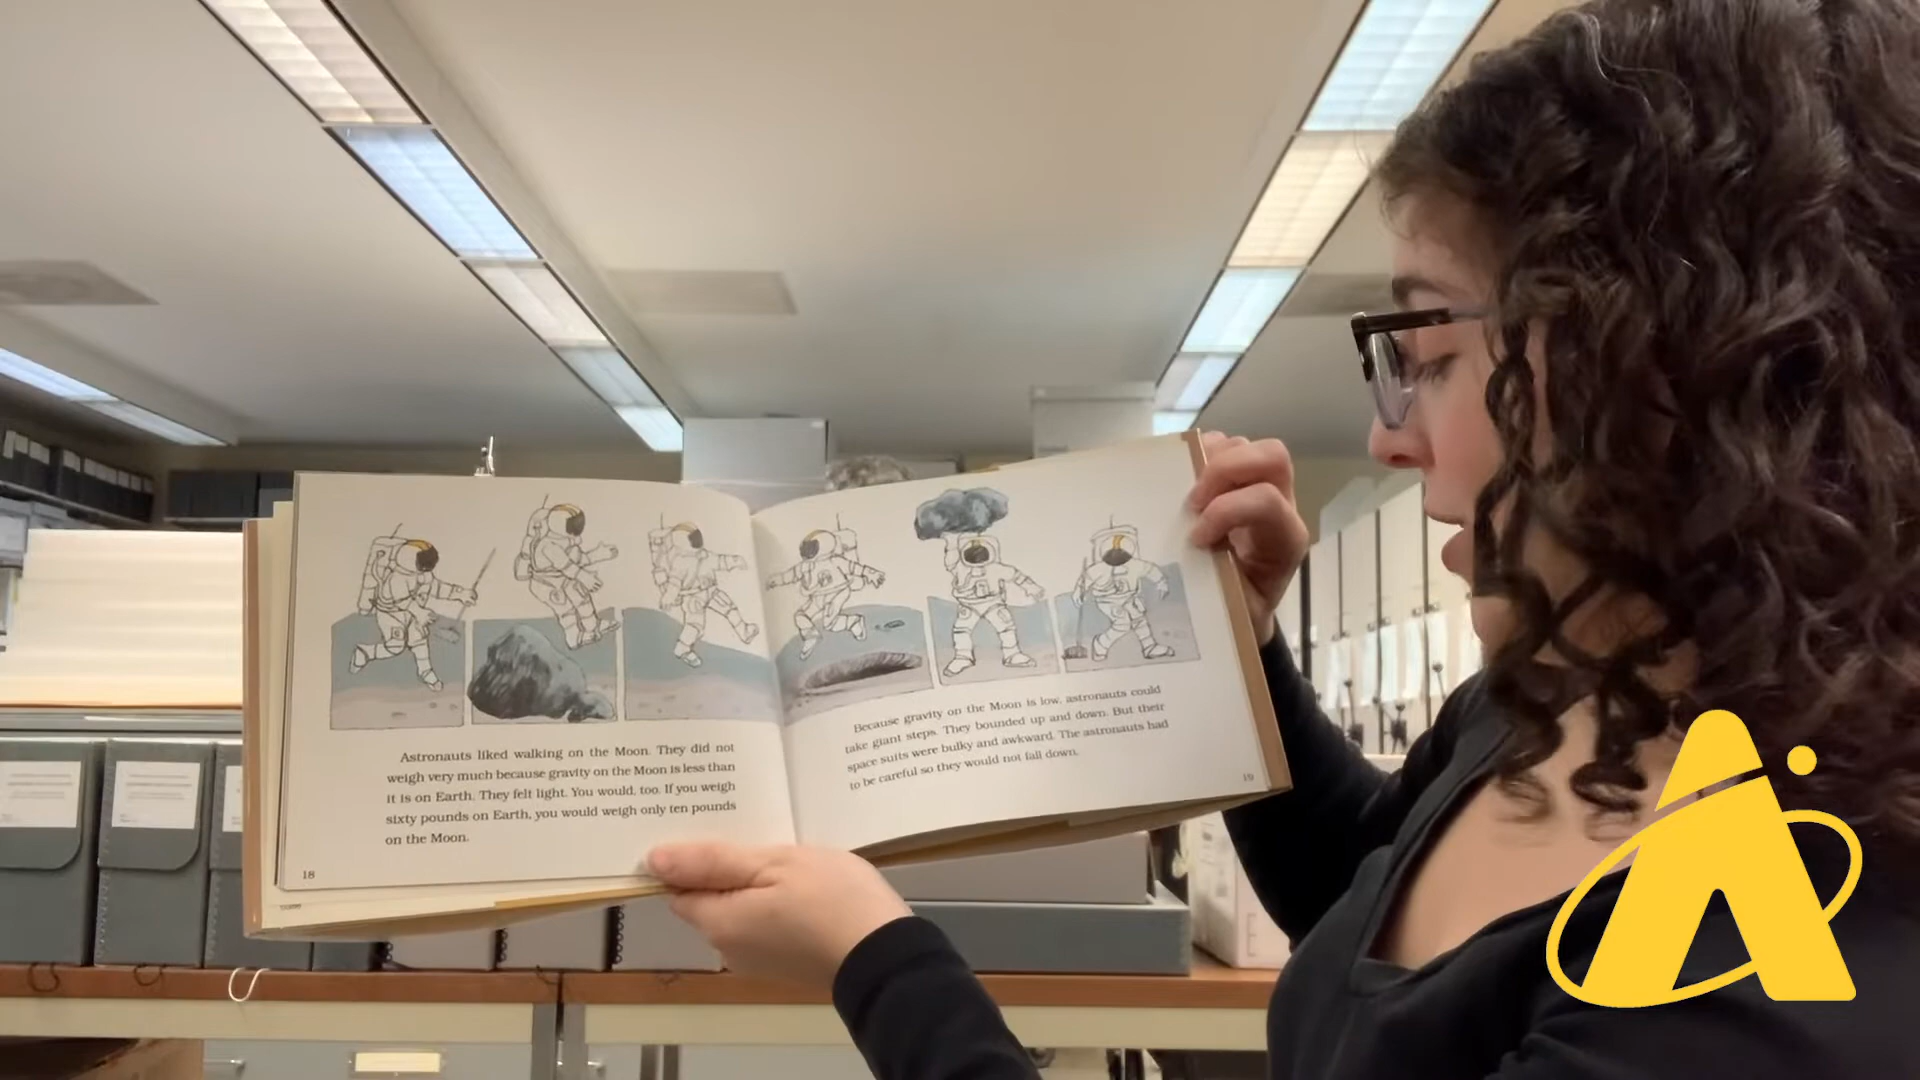 Astronauts liked walking on the Moon. They did not
weigh very much because gravity on the Moon is less than
it is on Earth. They felt light. You would, too. If you weigh
sixty pounds on Earth, you would weigh only ten pounds
on the Moon.
18
Because gravity on the Moon is low, astronauts could
take giant steps. They bounded up and down. But their
space suits were bulky and awkward. The astronauts had
to be careful so they would not fall down.
19